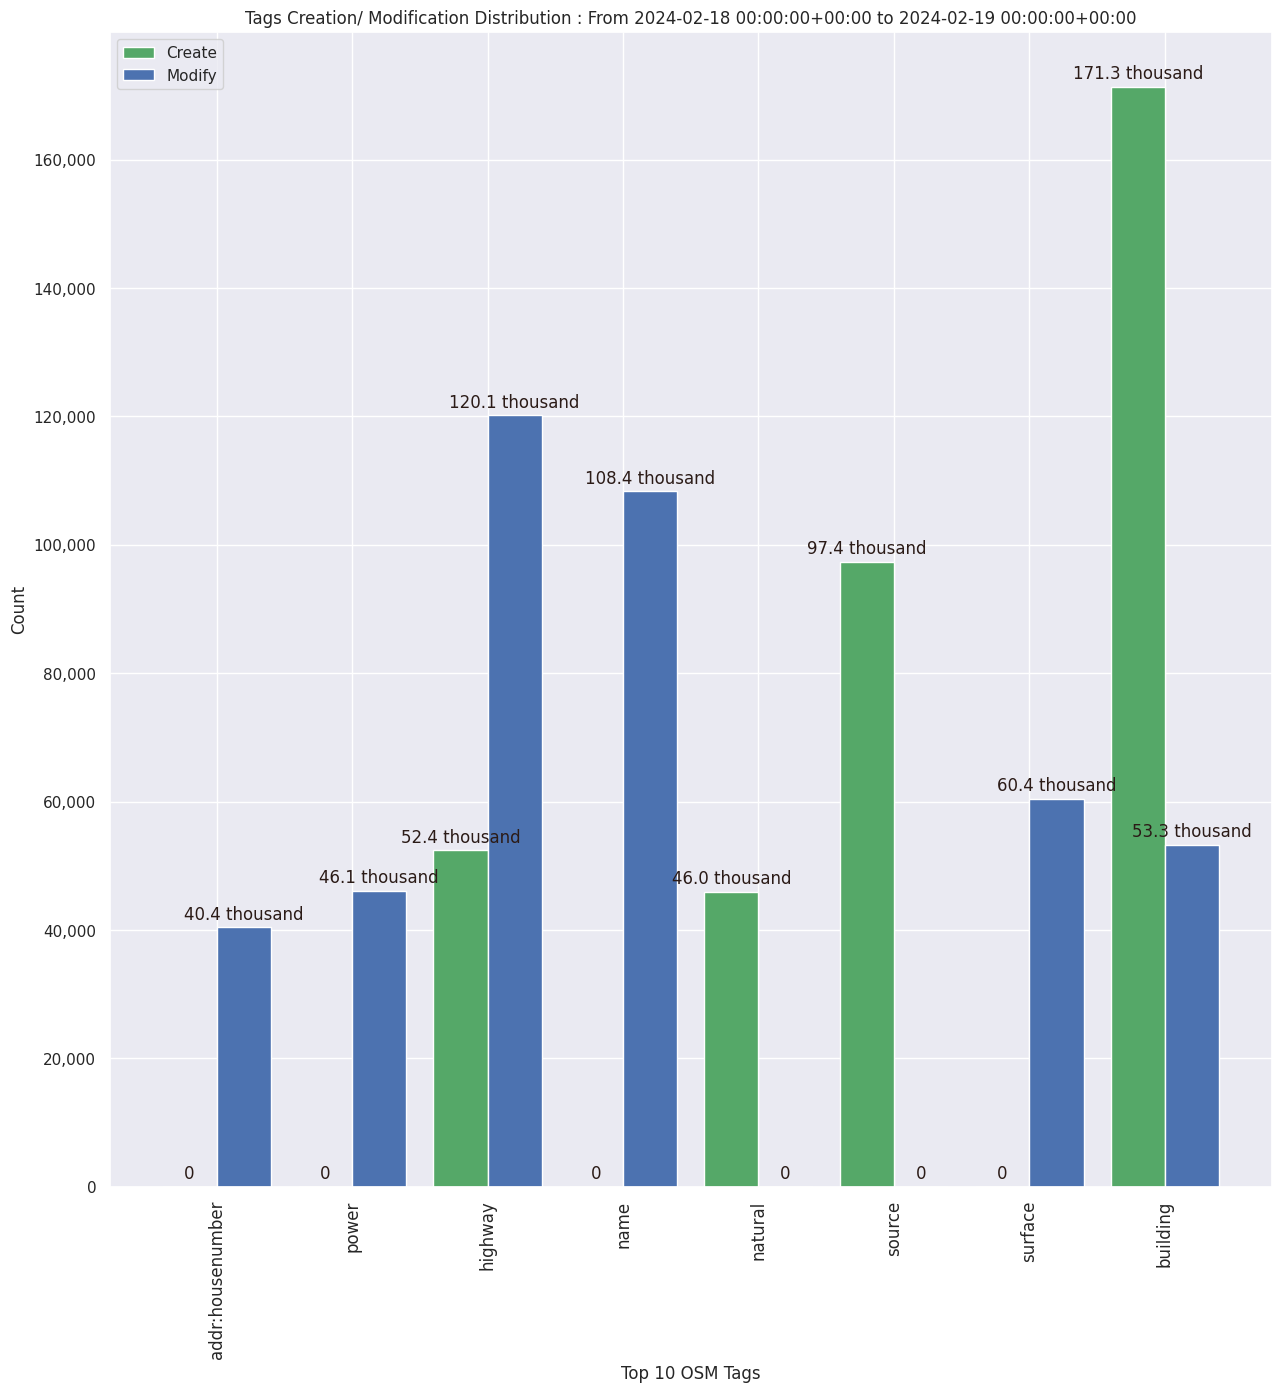 Tags Creation/ Modification Distribution : From 2024-02-18 00:00:00+00:00 to 2024-02-19 00:00:00+00:00
Create
Modify
171.3 thousand
160,000
140,000
120.1 thousand
120,000
108.4 thousand
100,000
97.4 thousand
Count
80,000
60.4 thousand
60,000
53.3 thousand
52.4 thousand
46.1 thousand
46.0 thousand
40.4 thousand
40,000
20,000
0 0 0 0 0 0
0
addr:housenumber
power
highway
name
natural
source
surface
building
Top 10 OSM Tags